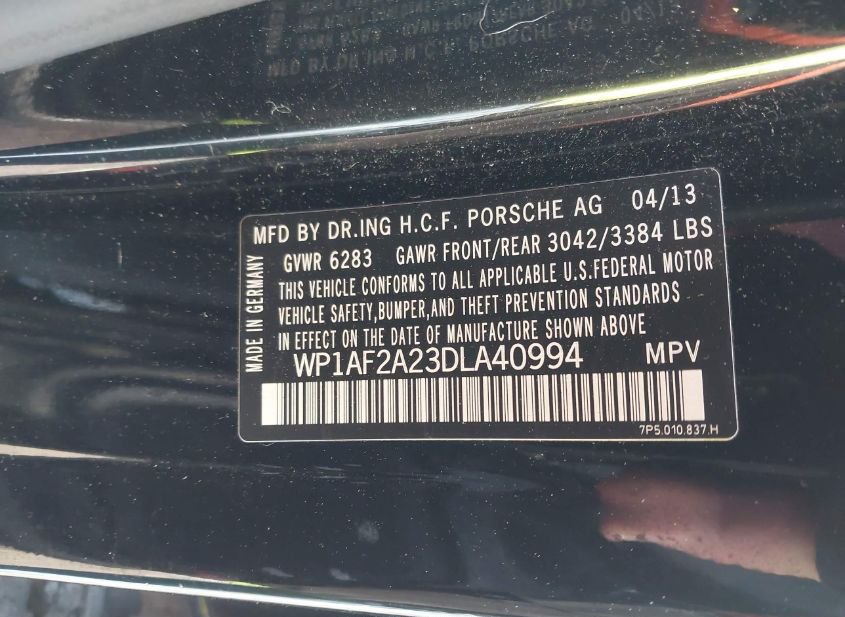 MFD BY DR.ING H.C.F. PORSCHE AG 04/13
GVWR 6283 GAWR FRONT/REAR 3042/3384 LBS
THIS VEHICLE CONFORMS TO ALL APPLICABLE U.S.FEDERAL MOTOR
VEHICLE SAFETY,BUMPER,AND THEFT PREVENTION STANDARDS
IN EFFECT ON THE DATE OF MANUFACTURE SHOWN ABOVE
WP1AF2A23DLA40994 MPV
7P5.010.837.H
MADE IN GERMANY